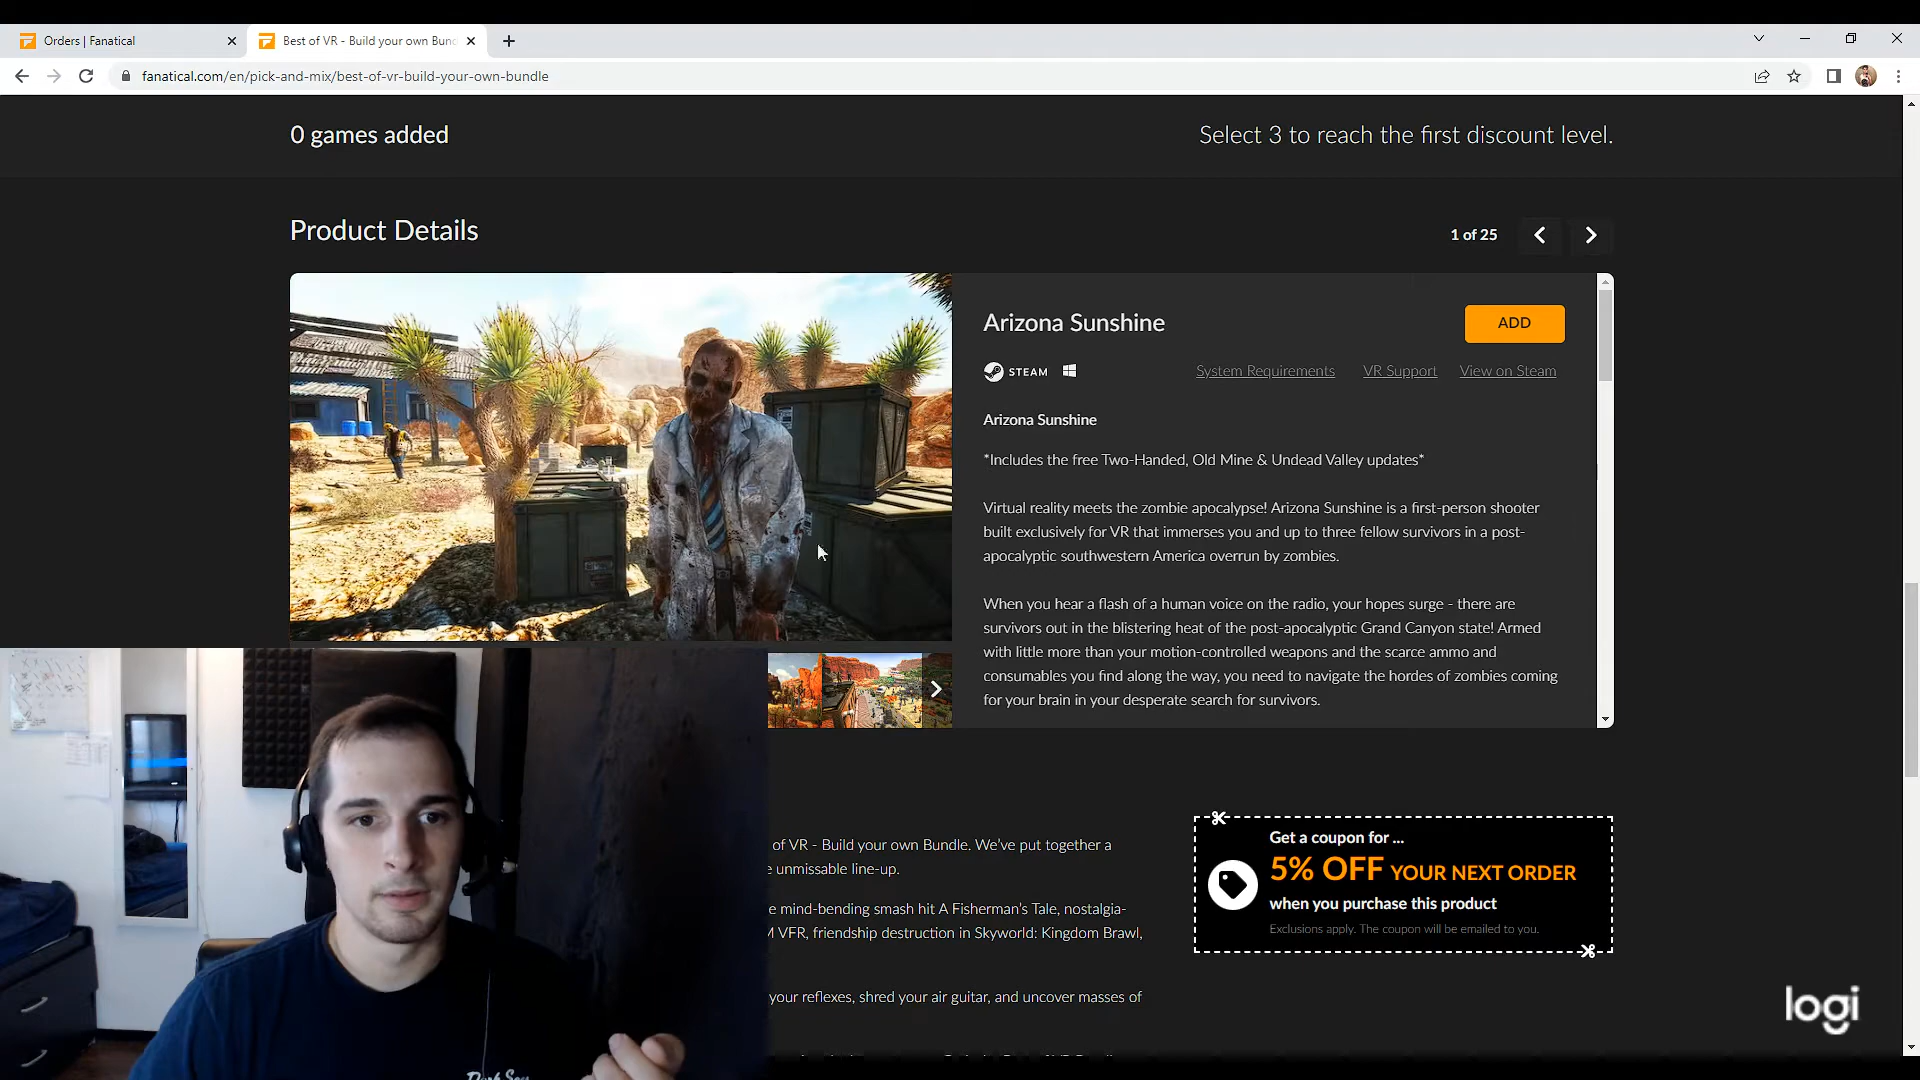 Orders | Fanatical
Best of VR - Build your own Bun
fanatical.com/en/pick-and-mix/best-of-vr-build-your-own-bundle
0 games added
Select 3 to reach the first discount level.
Product Details
1 of 25
Arizona Sunshine
ADD
STEAM
System Requirements
VR Support
View on Steam
Arizona Sunshine
*Includes the free Two-Handed, Old Mine & Undead Valley updates*
Virtual reality meets the zombie apocalypse! Arizona Sunshine is a first-person shooter
built exclusively for VR that immerses you and up to three fellow survivors in a post-
apocalyptic southwestern America overrun by zombies.
When you hear a flash of a human voice on the radio, your hopes surge - there are
survivors out in the blistering heat of the post-apocalyptic Grand Canyon state! Armed
with little more than your motion-controlled weapons and the scarce ammo and
consumables you find along the way, you need to navigate the hordes of zombies coming
for your brain in your desperate search for survivors.
of VR - Build your own Bundle. We've put together a
e unmissable line-up.
e mind-bending smash hit A Fisherman's Tale, nostalgia-
M VFR, friendship destruction in Skyworld: Kingdom Brawl,
your reflexes, shred your air guitar, and uncover masses of
Get a coupon for ...
5% OFF YOUR NEXT ORDER
when you purchase this product
Exclusions apply. The coupon will be emailed to you.
logi